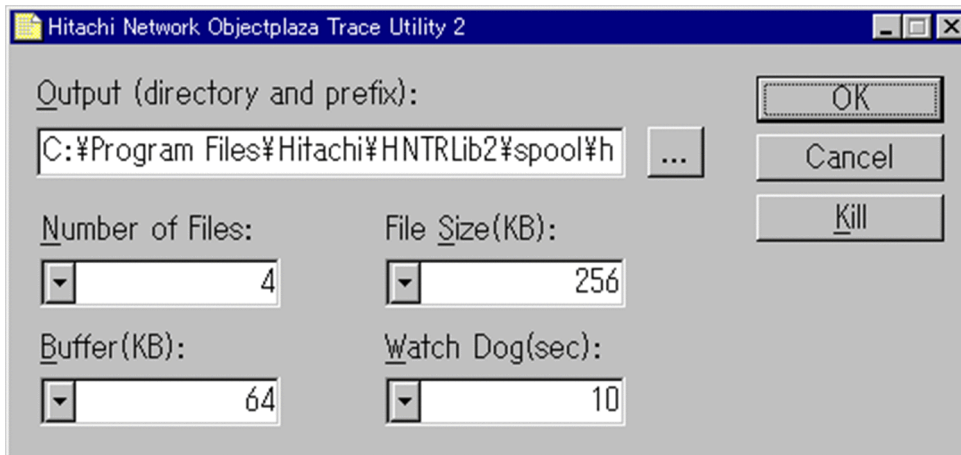 Hitachi Network Objectplaza Trace Utility 2
Output (directory and prefix):
C:¥Program Files¥Hitachi¥HNTRLib2¥spool¥h
...
OK
Cancel
Kill
Number of Files:
File Size(KB):
4
256
Buffer(KB):
Watch Dog(sec):
64
10